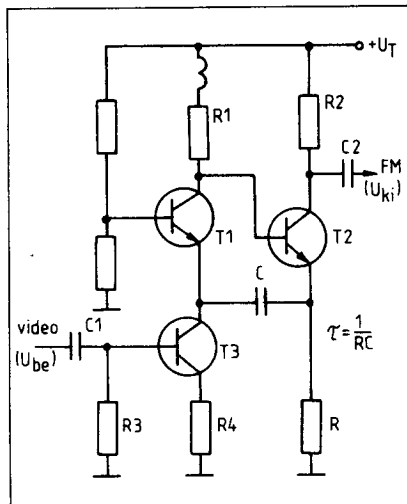 +U_T
R1
R2
C2
FM
(U_ki)
T1
T2
C
video
C1
(U_be)
T3
τ = 1/RC
R3
R4
R